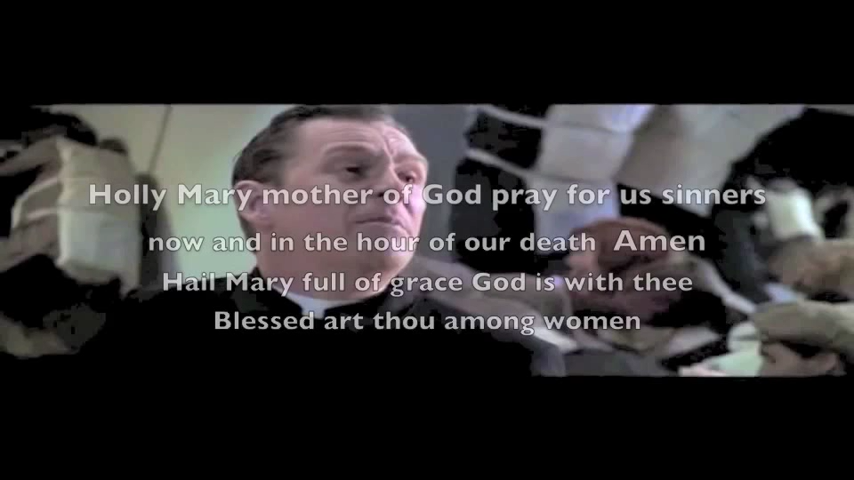 Holly Mary mother of God pray for us sinners
now and in the hour of our death Amen
Hail Mary full of grace God is with thee
Blessed art thou among women